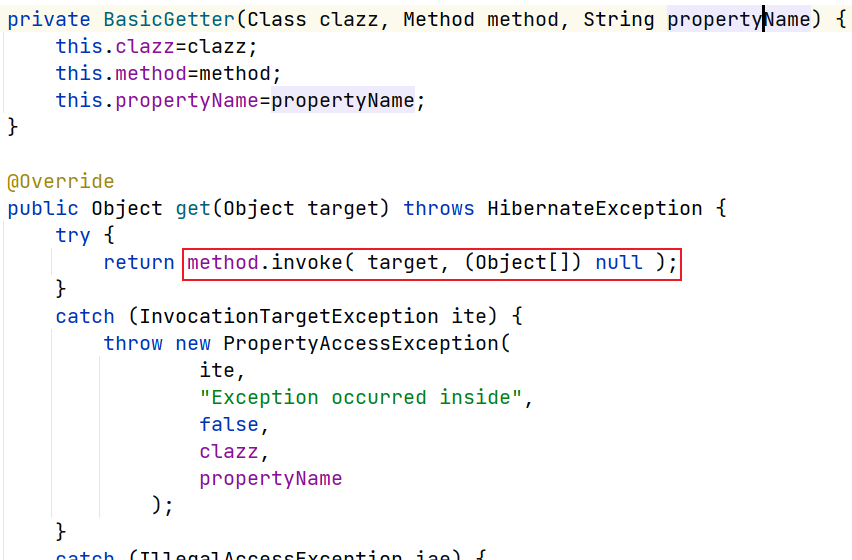 private BasicGetter(Class clazz, Method method, String propertyName) {
    this.clazz=clazz;
    this.method=method;
    this.propertyName=propertyName;
}
@Override
public Object get(Object target) throws HibernateException {
    try {
        return method.invoke( target, (Object[]) null );
    }
    catch (InvocationTargetException ite) {
        throw new PropertyAccessException(
                ite,
                "Exception occurred inside",
                false,
                clazz,
                propertyName
            );
    }
    catch (IllegalAccessException iae) {